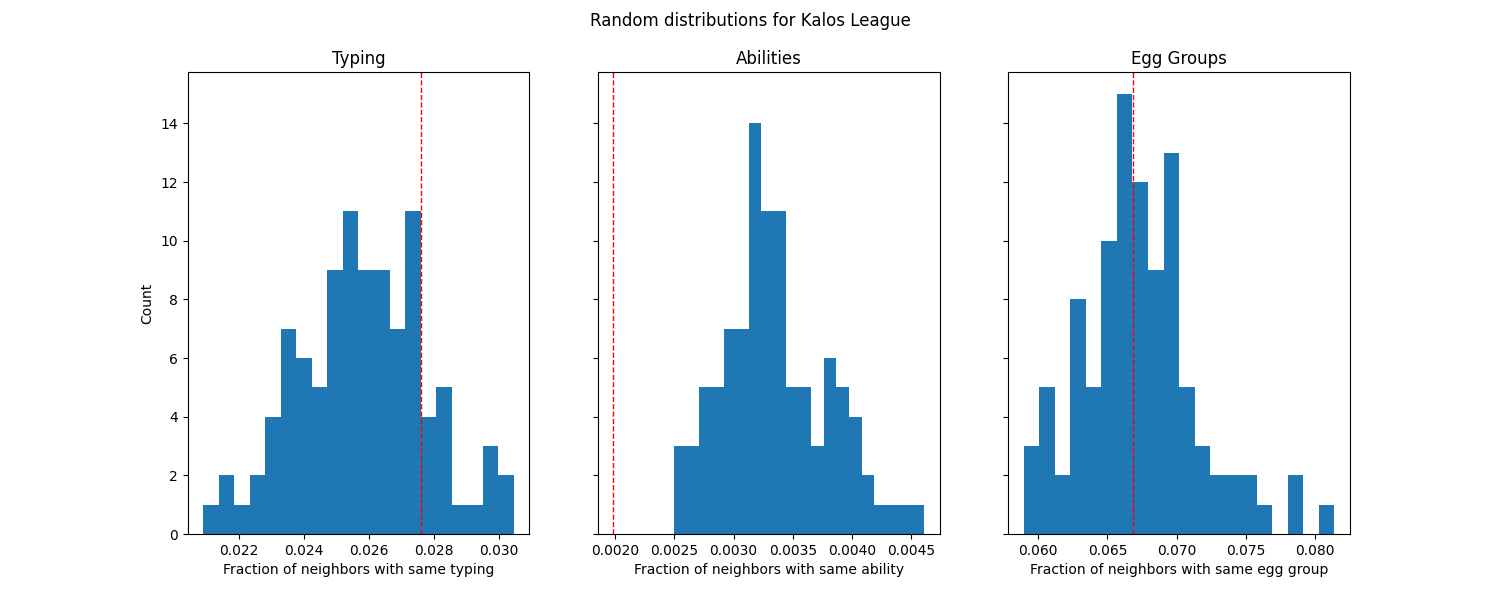 Random distributions for Kalos League
Typing
Abilities
Egg Groups
Count
14
12
10
8
6
4
2
0
0.022 0.024 0.026 0.028 0.030
0.0020 0.0025 0.0030 0.0035 0.0040 0.0045
0.060 0.065 0.070 0.075 0.080
Fraction of neighbors with same typing
Fraction of neighbors with same ability
Fraction of neighbors with same egg group